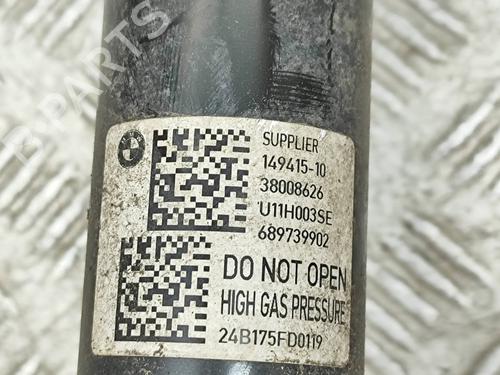 SUPPLIER
149415-10
38008626
U11H003SE
689739902
DO NOT OPEN
HIGH GAS PRESSURE
24B175FD0119
B-PARTS